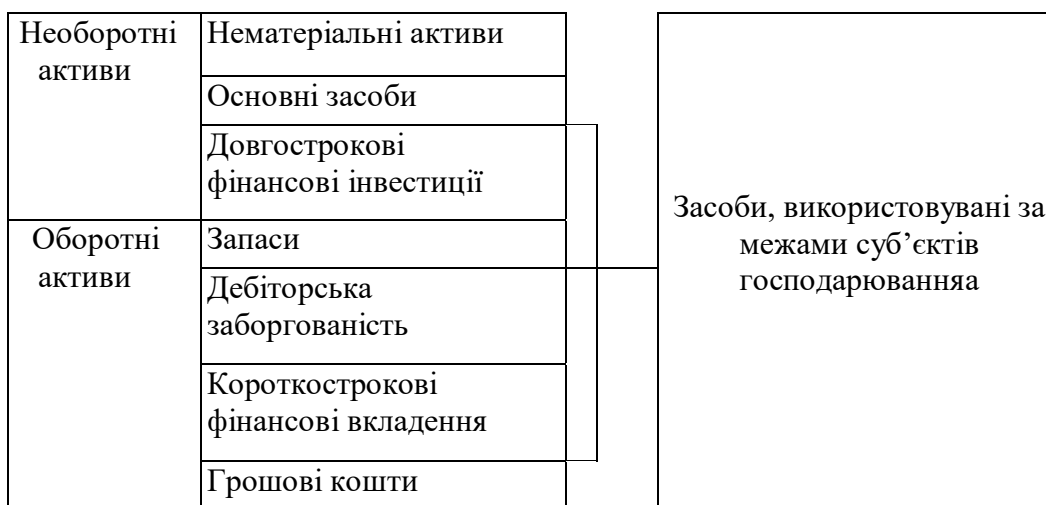 Необоротні
активи
Нематеріальні активи
Основні засоби
Довгострокові
фінансові інвестиції
Оборотні
активи
Запаси
Дебіторська
заборгованість
Короткострокові
фінансові вкладення
Грошові кошти
Засоби, використовувані за
межами суб’єктів
господарюванняа